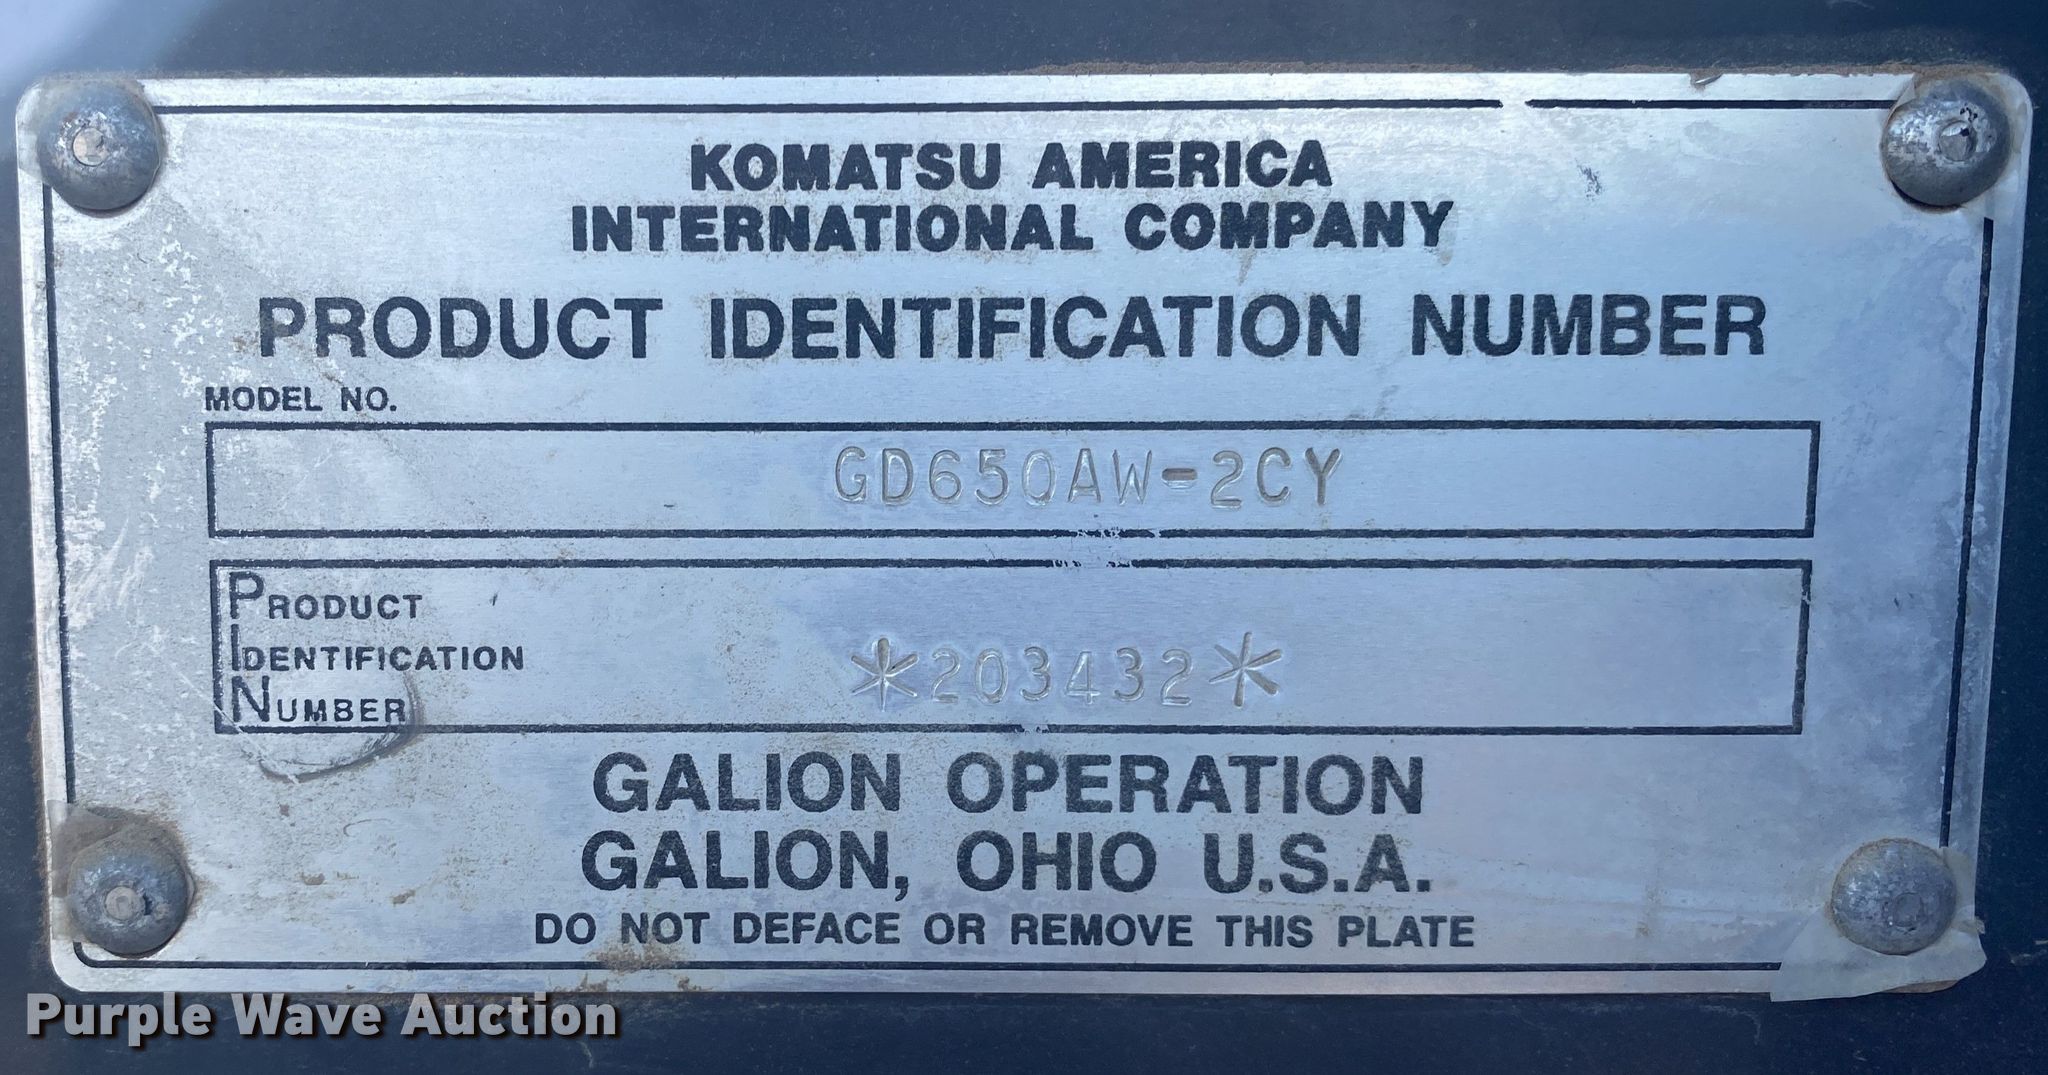 KOMATSU AMERICA
INTERNATIONAL COMPANY
PRODUCT IDENTIFICATION NUMBER
MODEL NO.
GD650AW-2CY
PRODUCT
IDENTIFICATION
NUMBER
*203432*
GALION OPERATION
GALION, OHIO U.S.A.
DO NOT DEFACE OR REMOVE THIS PLATE
Purple Wave Auction